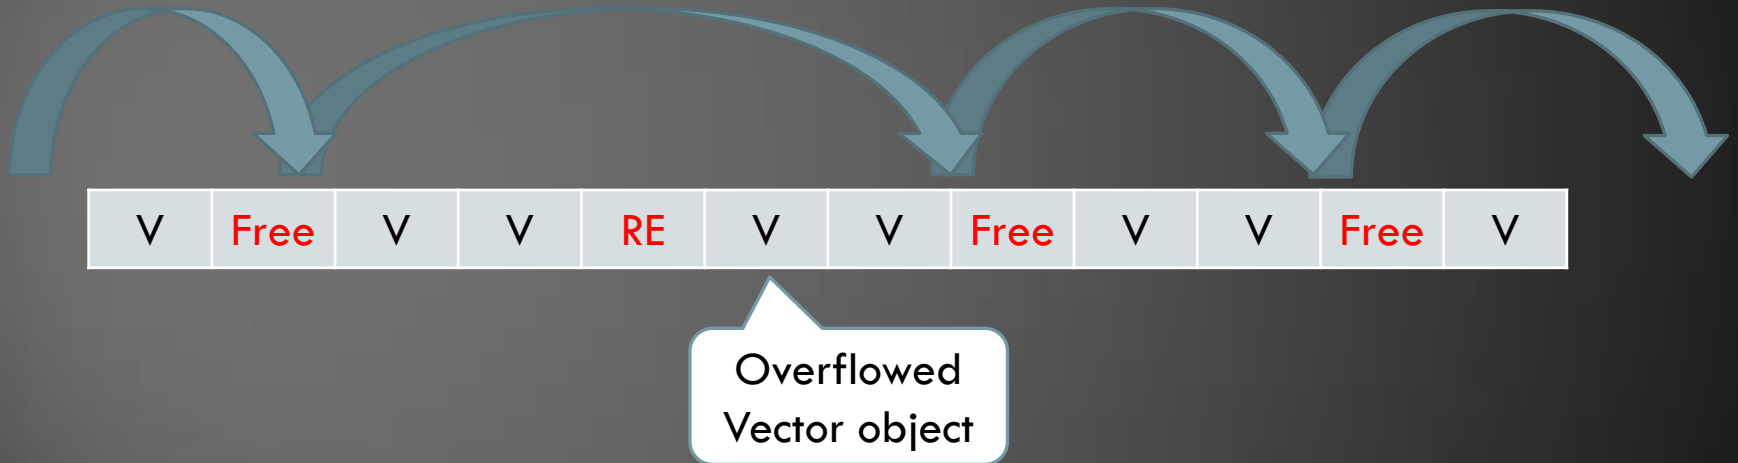 V Free V V RE V V Free V V Free V
Overflowed
Vector object